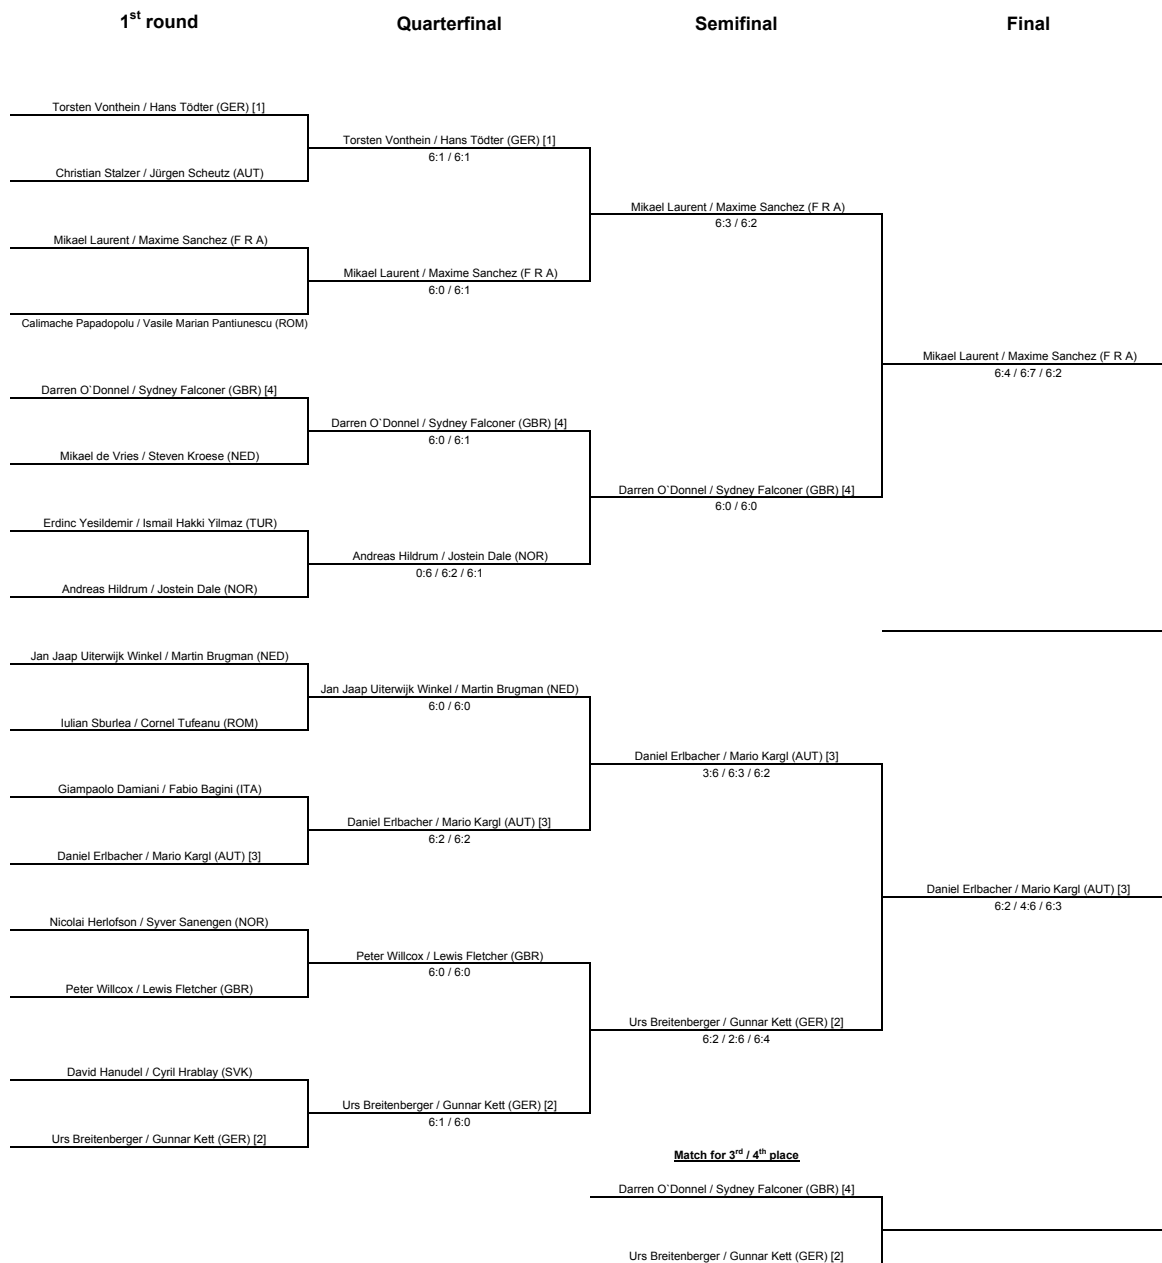 1st round
Quarterfinal
Semifinal
Final
Torsten Vonthein / Hans Tödter (GER) [1]
Christian Stalzer / Jürgen Scheutz (AUT)
Mikael Laurent / Maxime Sanchez (F R A)
Calimache Papadopolu / Vasile Marian Pantiunescu (ROM)
Darren O`Donnel / Sydney Falconer (GBR) [4]
Mikael de Vries / Steven Kroese (NED)
Erdinc Yesildemir / Ismail Hakki Yilmaz (TUR)
Andreas Hildrum / Jostein Dale (NOR)
Jan Jaap Uiterwijk Winkel / Martin Brugman (NED)
Iulian Sburlea / Cornel Tufeanu (ROM)
Giampaolo Damiani / Fabio Bagini (ITA)
Daniel Erlbacher / Mario Kargl (AUT) [3]
Nicolai Herlofson / Syver Sanengen (NOR)
Peter Willcox / Lewis Fletcher (GBR)
David Hanudel / Cyril Hrablay (SVK)
Urs Breitenberger / Gunnar Kett (GER) [2]
Torsten Vonthein / Hans Tödter (GER) [1]
6:1 / 6:1
Mikael Laurent / Maxime Sanchez (F R A)
6:0 / 6:1
Darren O`Donnel / Sydney Falconer (GBR) [4]
6:0 / 6:1
Andreas Hildrum / Jostein Dale (NOR)
0:6 / 6:2 / 6:1
Jan Jaap Uiterwijk Winkel / Martin Brugman (NED)
6:0 / 6:0
Daniel Erlbacher / Mario Kargl (AUT) [3]
6:2 / 6:2
Peter Willcox / Lewis Fletcher (GBR)
6:0 / 6:0
Urs Breitenberger / Gunnar Kett (GER) [2]
6:1 / 6:0
Mikael Laurent / Maxime Sanchez (F R A)
6:3 / 6:2
Darren O`Donnel / Sydney Falconer (GBR) [4]
6:0 / 6:0
Daniel Erlbacher / Mario Kargl (AUT) [3]
3:6 / 6:3 / 6:2
Urs Breitenberger / Gunnar Kett (GER) [2]
6:2 / 2:6 / 6:4
Mikael Laurent / Maxime Sanchez (F R A)
6:4 / 6:7 / 6:2
Daniel Erlbacher / Mario Kargl (AUT) [3]
6:2 / 4:6 / 6:3
Match for 3rd / 4th place
Darren O`Donnel / Sydney Falconer (GBR) [4]
Urs Breitenberger / Gunnar Kett (GER) [2]